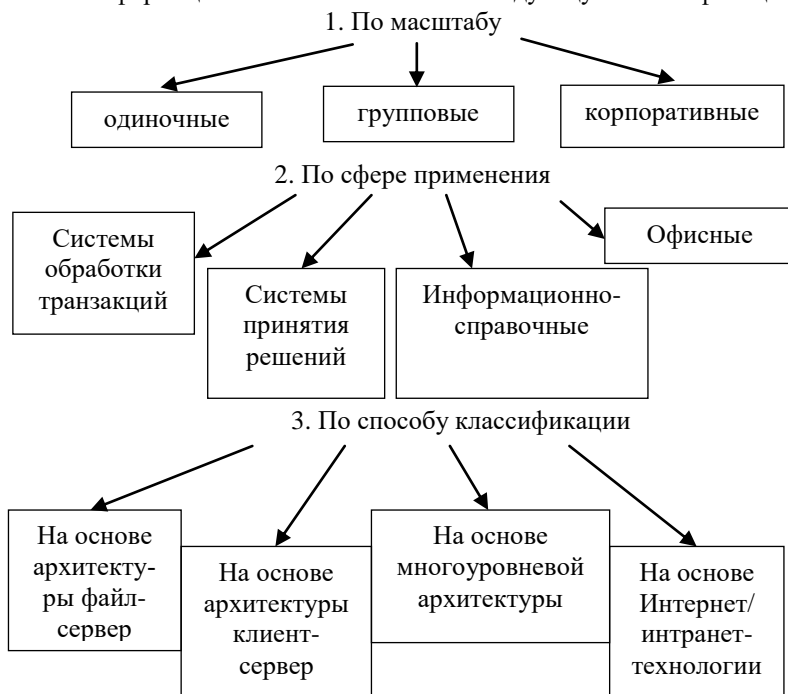 1. По масштабу
одиночные
групповые
корпоративные
2. По сфере применения
Системы
обработки
транзакций
Системы
принятия
решений
Информационно-
справочные
Офисные
3. По способу классификации
На основе
архитекту-
ры файл-
сервер
На основе
архитектуры
клиент-
сервер
На основе
многоуровневой
архитектуры
На основе
Интернет/
интранет-
технологии